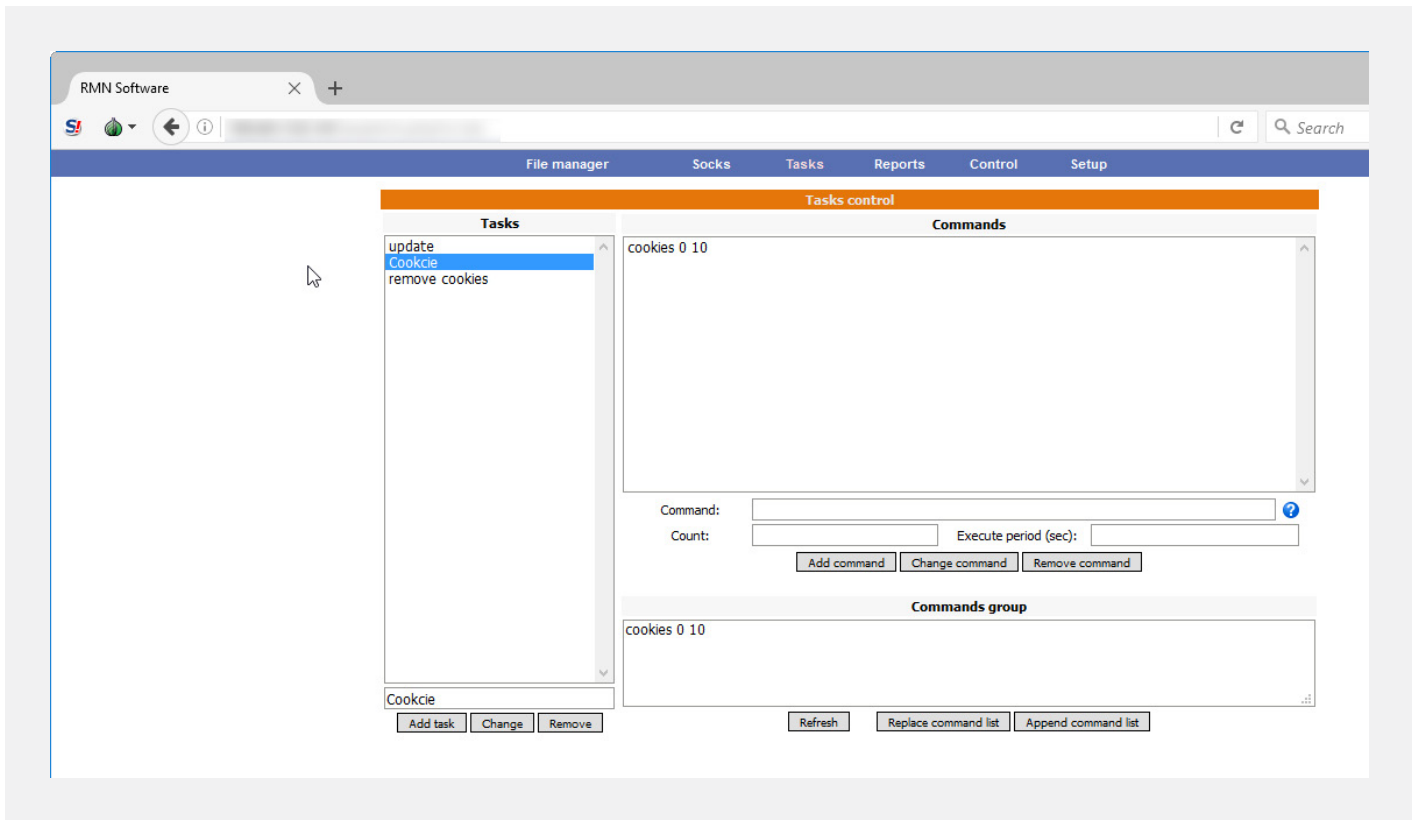 RMN Software
S!
Search
File manager Socks Tasks Reports Control Setup
Tasks control
Tasks
update
Cookcie
remove cookies
Cookcie
Add task Change Remove
Commands
cookies 0 10
Command:
Count: Execute period (sec):
Add command Change command Remove command
Commands group
cookies 0 10
Refresh Replace command list Append command list